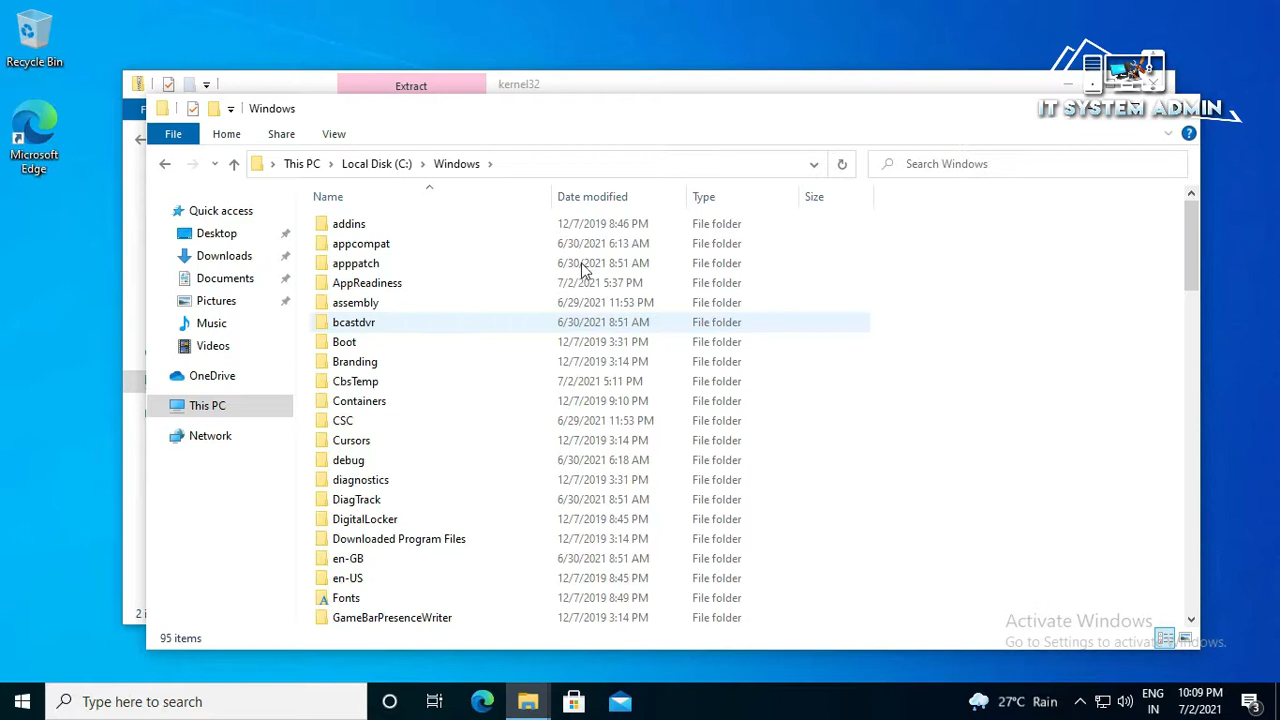 Recycle Bin
Microsoft Edge
Extract
kernel32
IT SYSTEM ADMIN
Windows
File
Home
Share
View
This PC
Local Disk (C:)
Windows
Search Windows
Name
Date modified
Type
Size
Quick access
Desktop
Downloads
Documents
Pictures
Music
Videos
OneDrive
This PC
Network
addins 12/7/2019 8:46 PM File folder
appcompat 6/30/2021 6:13 AM File folder
apppatch 6/30/2021 8:51 AM File folder
AppReadiness 7/2/2021 5:37 PM File folder
assembly 6/29/2021 11:53 PM File folder
bcastdvr 6/30/2021 8:51 AM File folder
Boot 12/7/2019 3:31 PM File folder
Branding 12/7/2019 3:14 PM File folder
CbsTemp 7/2/2021 5:11 PM File folder
Containers 12/7/2019 9:10 PM File folder
CSC 6/29/2021 11:53 PM File folder
Cursors 12/7/2019 3:14 PM File folder
debug 6/30/2021 6:18 AM File folder
diagnostics 12/7/2019 3:31 PM File folder
DiagTrack 6/30/2021 8:51 AM File folder
DigitalLocker 12/7/2019 8:45 PM File folder
Downloaded Program Files 12/7/2019 3:14 PM File folder
en-GB 6/30/2021 8:51 AM File folder
en-US 12/7/2019 8:45 PM File folder
Fonts 12/7/2019 8:49 PM File folder
GameBarPresenceWriter 12/7/2019 3:14 PM File folder
95 items
Activate Windows
Go to Settings to activate Windows.
Type here to search
27°C Rain
ENG
IN
10:09 PM
7/2/2021
3